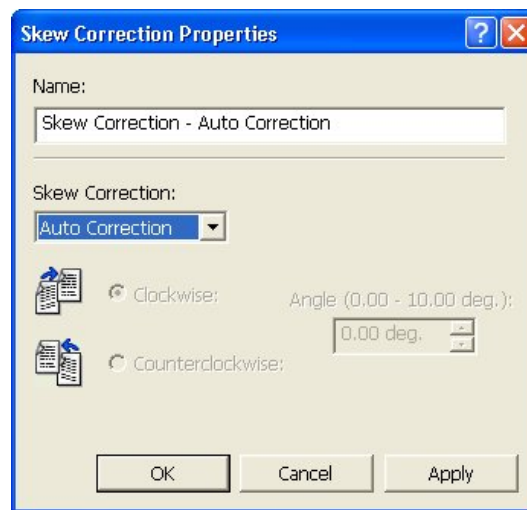 Skew Correction Properties
Name:
Skew Correction - Auto Correction
Skew Correction:
Auto Correction
Clockwise:
Angle (0.00 - 10.00 deg.):
0.00 deg.
Counterclockwise:
OK Cancel Apply